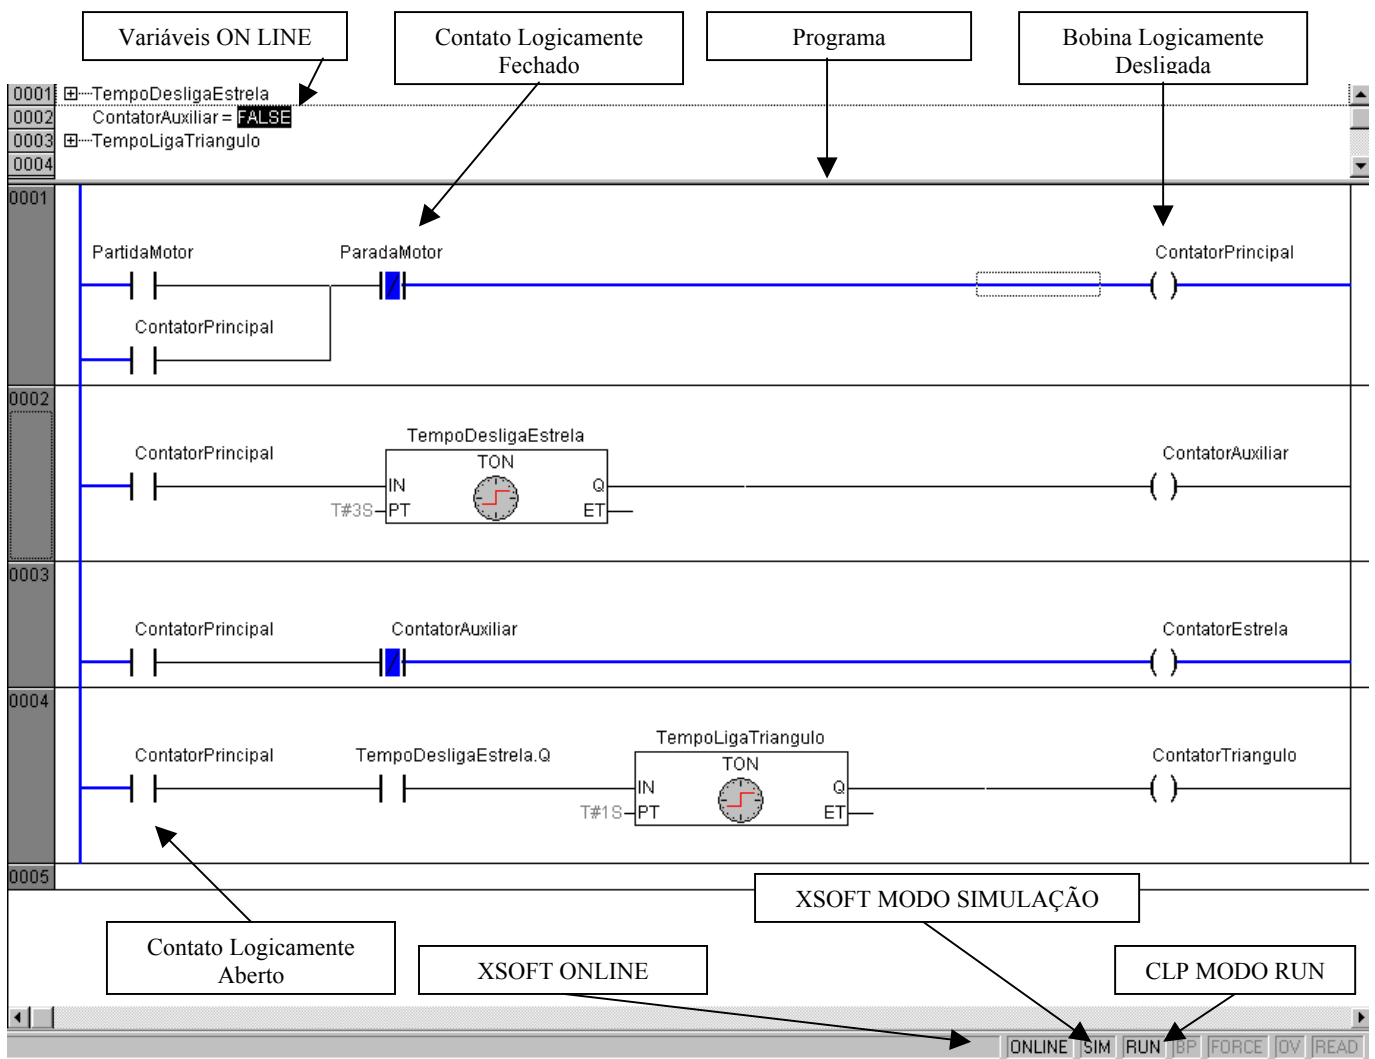 Variáveis ON LINE
Contato Logicamente
Fechado
Programa
Bobina Logicamente
Desligada
0001 TempoDesligaEstrela
0002 ContatorAuxiliar = FALSE
0003 TempoLigaTriangulo
0004
0001
PartidaMotor ParadaMotor ContatorPrincipal
ContatorPrincipal
0002
TempoDesligaEstrela
ContatorPrincipal TON ContatorAuxiliar
IN Q
T#3S PT ET
0003
ContatorPrincipal ContatorAuxiliar ContatorEstrela
0004
TempoLigaTriangulo
ContatorPrincipal TempoDesligaEstrela.Q TON ContatorTriangulo
IN Q
T#1S PT ET
0005
XSOFT MODO SIMULAÇÃO
Contato Logicamente
Aberto
XSOFT ONLINE
CLP MODO RUN
ONLINE SIM RUN BP FORCE OV READ